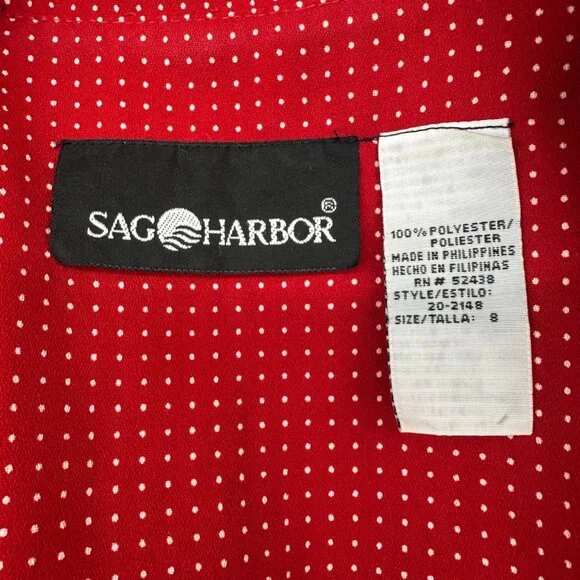 SAG HARBOR®
100% POLYESTER/
POLIESTER
MADE IN PHILIPPINES
HECHO EN FILIPINAS
RN # 52438
STYLE/ESTILO:
20-2148
SIZE/TALLA: 8